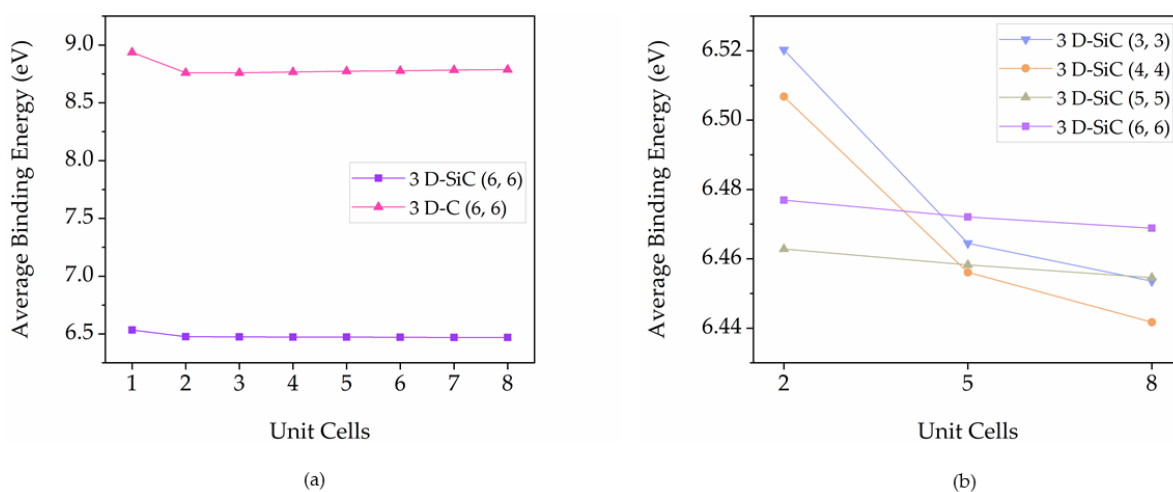 Average Binding Energy (eV)
9.0
8.5
8.0
7.5
7.0
6.5
3 D-SiC (6, 6)
3 D-C (6, 6)
1 2 3 4 5 6 7 8
Unit Cells
(a)
Average Binding Energy (eV)
6.52
6.50
6.48
6.46
6.44
3 D-SiC (3, 3)
3 D-SiC (4, 4)
3 D-SiC (5, 5)
3 D-SiC (6, 6)
2 5 8
Unit Cells
(b)